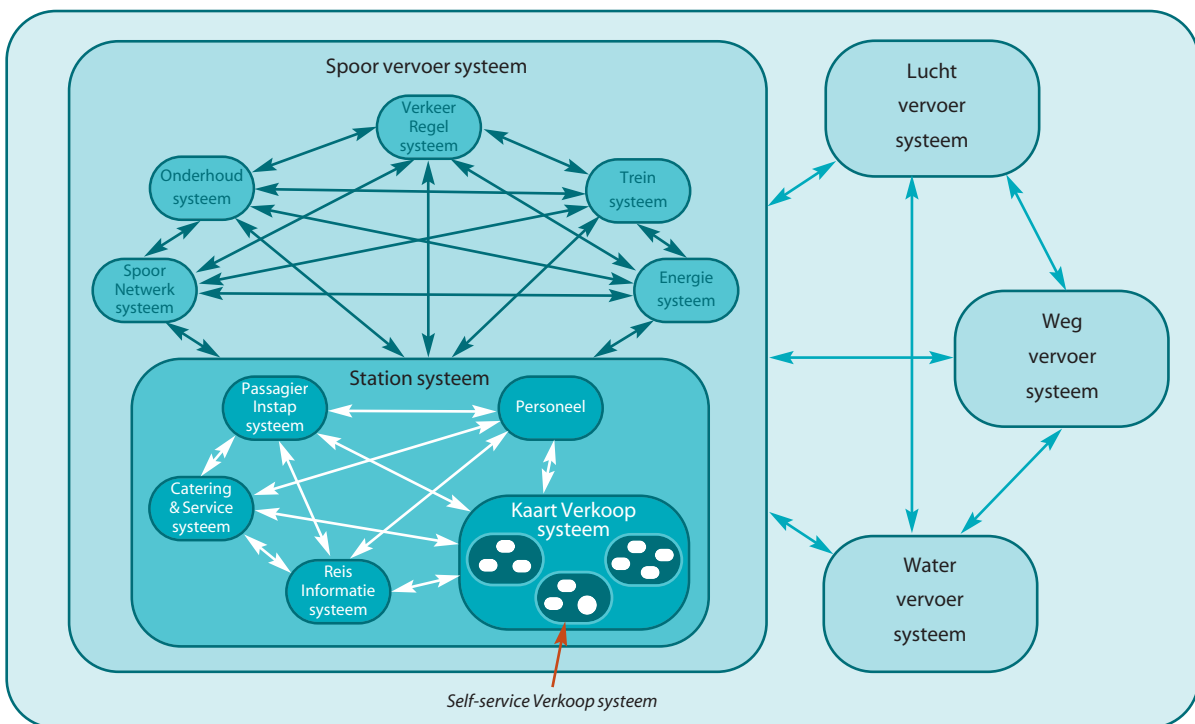 Spoor vervoer systeem
Verkeer
Regel
systeem
Onderhoud
systeem
Trein
systeem
Spoor
Netwerk
systeem
Energie
systeem
Station systeem
Passagier
Instap
systeem
Personeel
Catering
& Service
systeem
Kaart Verkoop
systeem
Reis
Informatie
systeem
Self-service Verkoop systeem
Lucht
vervoer
systeem
Weg
vervoer
systeem
Water
vervoer
systeem